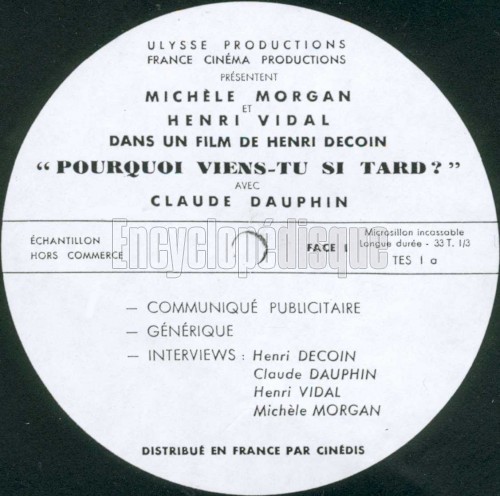 ULYSSE PRODUCTIONS
FRANCE CINÉMA PRODUCTIONS
PRÉSENTENT
MICHÈLE MORGAN
ET
HENRI VIDAL
DANS UN FILM DE HENRI DECOIN
“POURQUOI VIENS-TU SI TARD?”
AVEC
CLAUDE DAUPHIN
ÉCHANTILLON
HORS COMMERCE
Encyclopédisque
FACE 1
Microsillon incassable
Longue durée - 33 T. 1/3
TES 1 a
— COMMUNIQUÉ PUBLICITAIRE
— GÉNÉRIQUE
— INTERVIEWS : Henri DECOIN
Claude DAUPHIN
Henri VIDAL
Michèle MORGAN
DISTRIBUÉ EN FRANCE PAR CINÉDIS